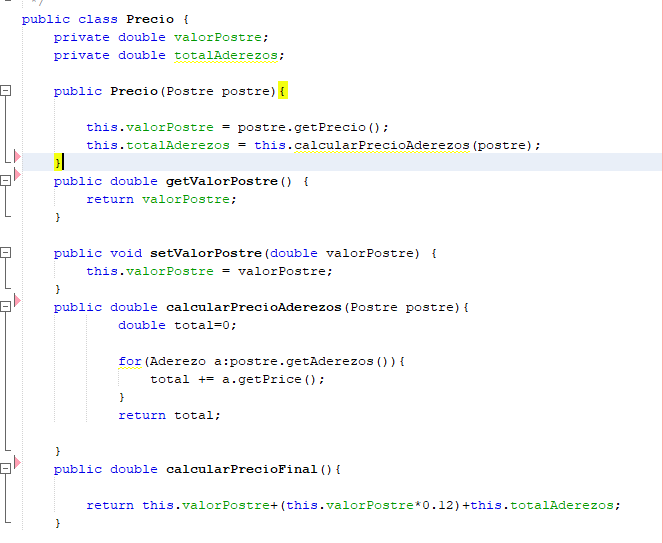 */
public class Precio {
    private double valorPostre;
    private double totalAderezos;

    public Precio(Postre postre){

        this.valorPostre = postre.getPrecio();
        this.totalAderezos = this.calcularPrecioAderezos(postre);
    }
    public double getValorPostre() {
        return valorPostre;
    }

    public void setValorPostre(double valorPostre) {
        this.valorPostre = valorPostre;
    }
    public double calcularPrecioAderezos(Postre postre){
            double total=0;

            for(Aderezo a:postre.getAderezos()){
                total += a.getPrice();
            }
            return total;

    }
    public double calcularPrecioFinal(){

        return this.valorPostre+(this.valorPostre*0.12)+this.totalAderezos;
    }